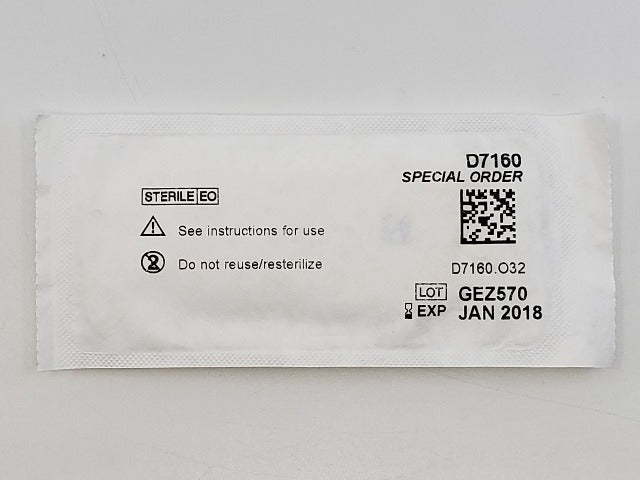 D7160
SPECIAL ORDER
STERILE EO
See instructions for use
2 Do not reuse/resterilize
D7160.O32
LOT GEZ570
EXP JAN 2018